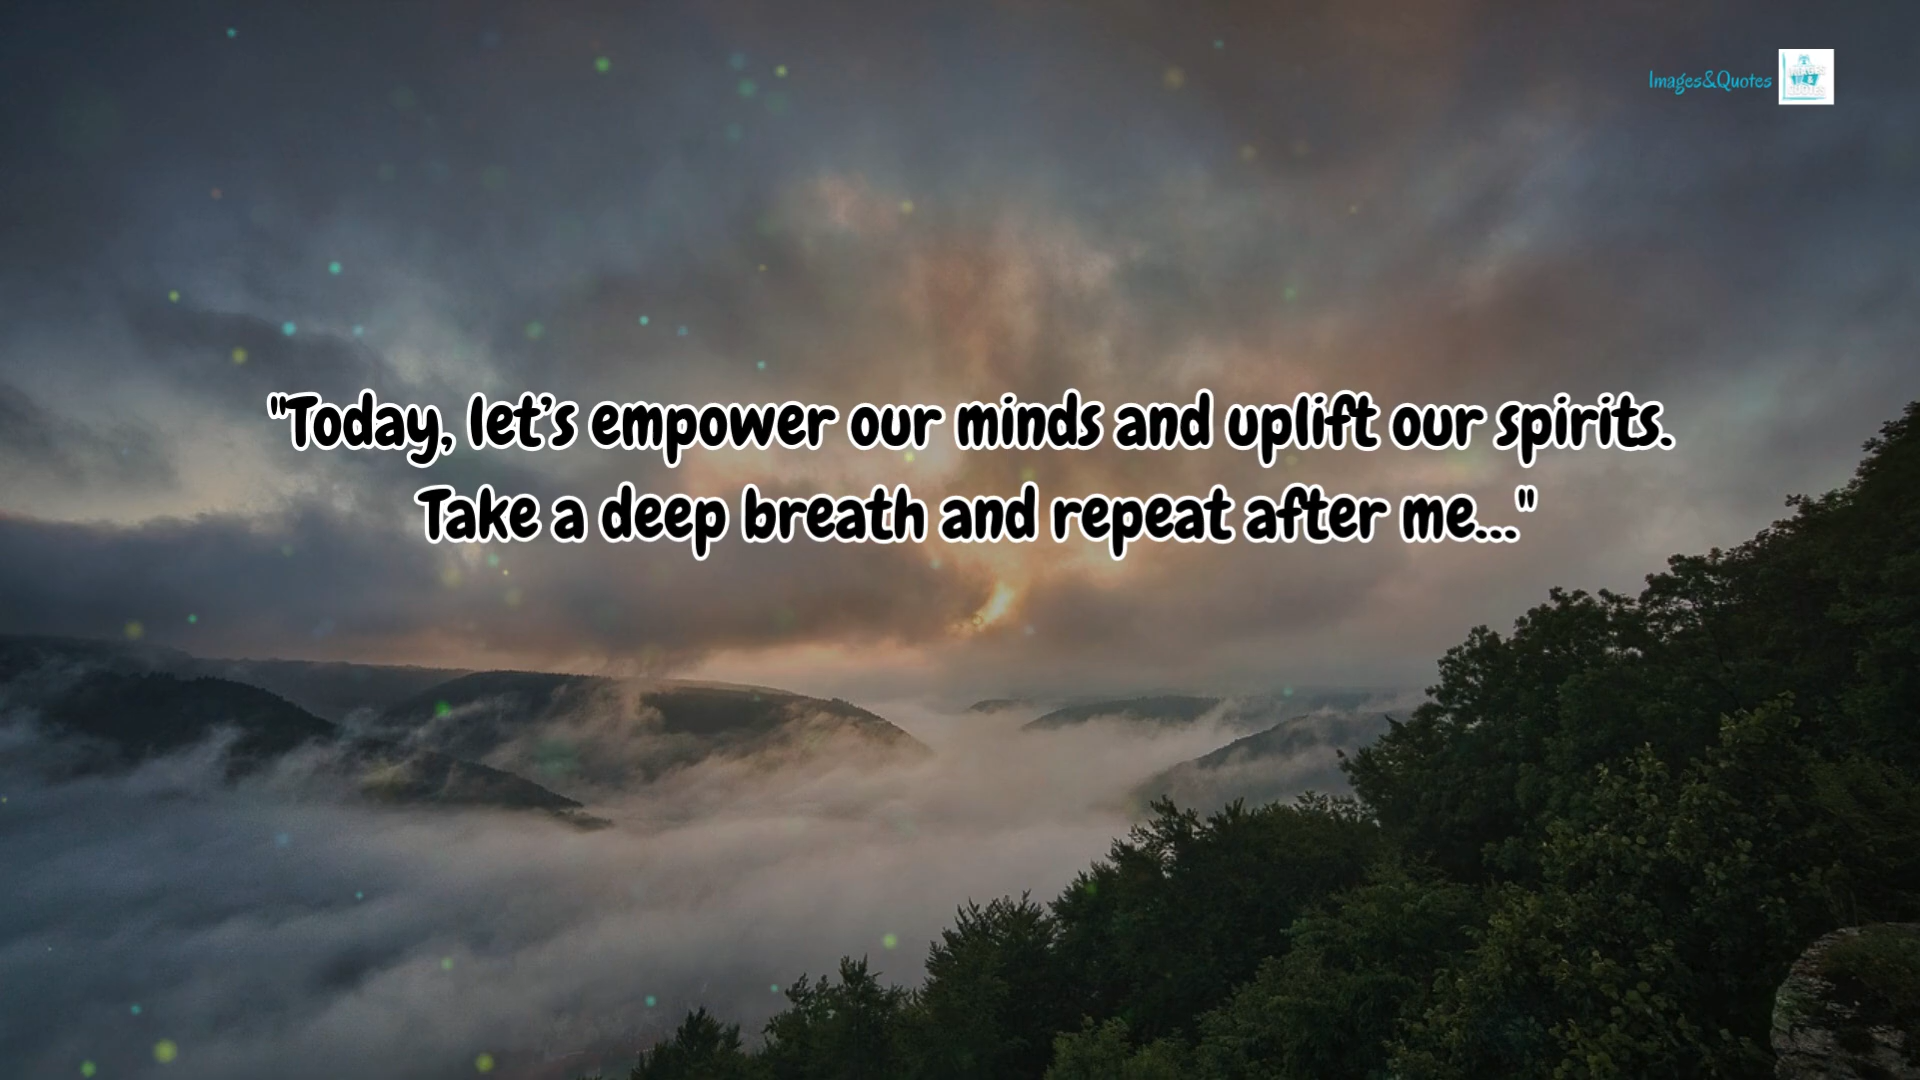 Images&Quotes
"Today, let’s empower our minds and uplift our spirits.
Take a deep breath and repeat after me..."